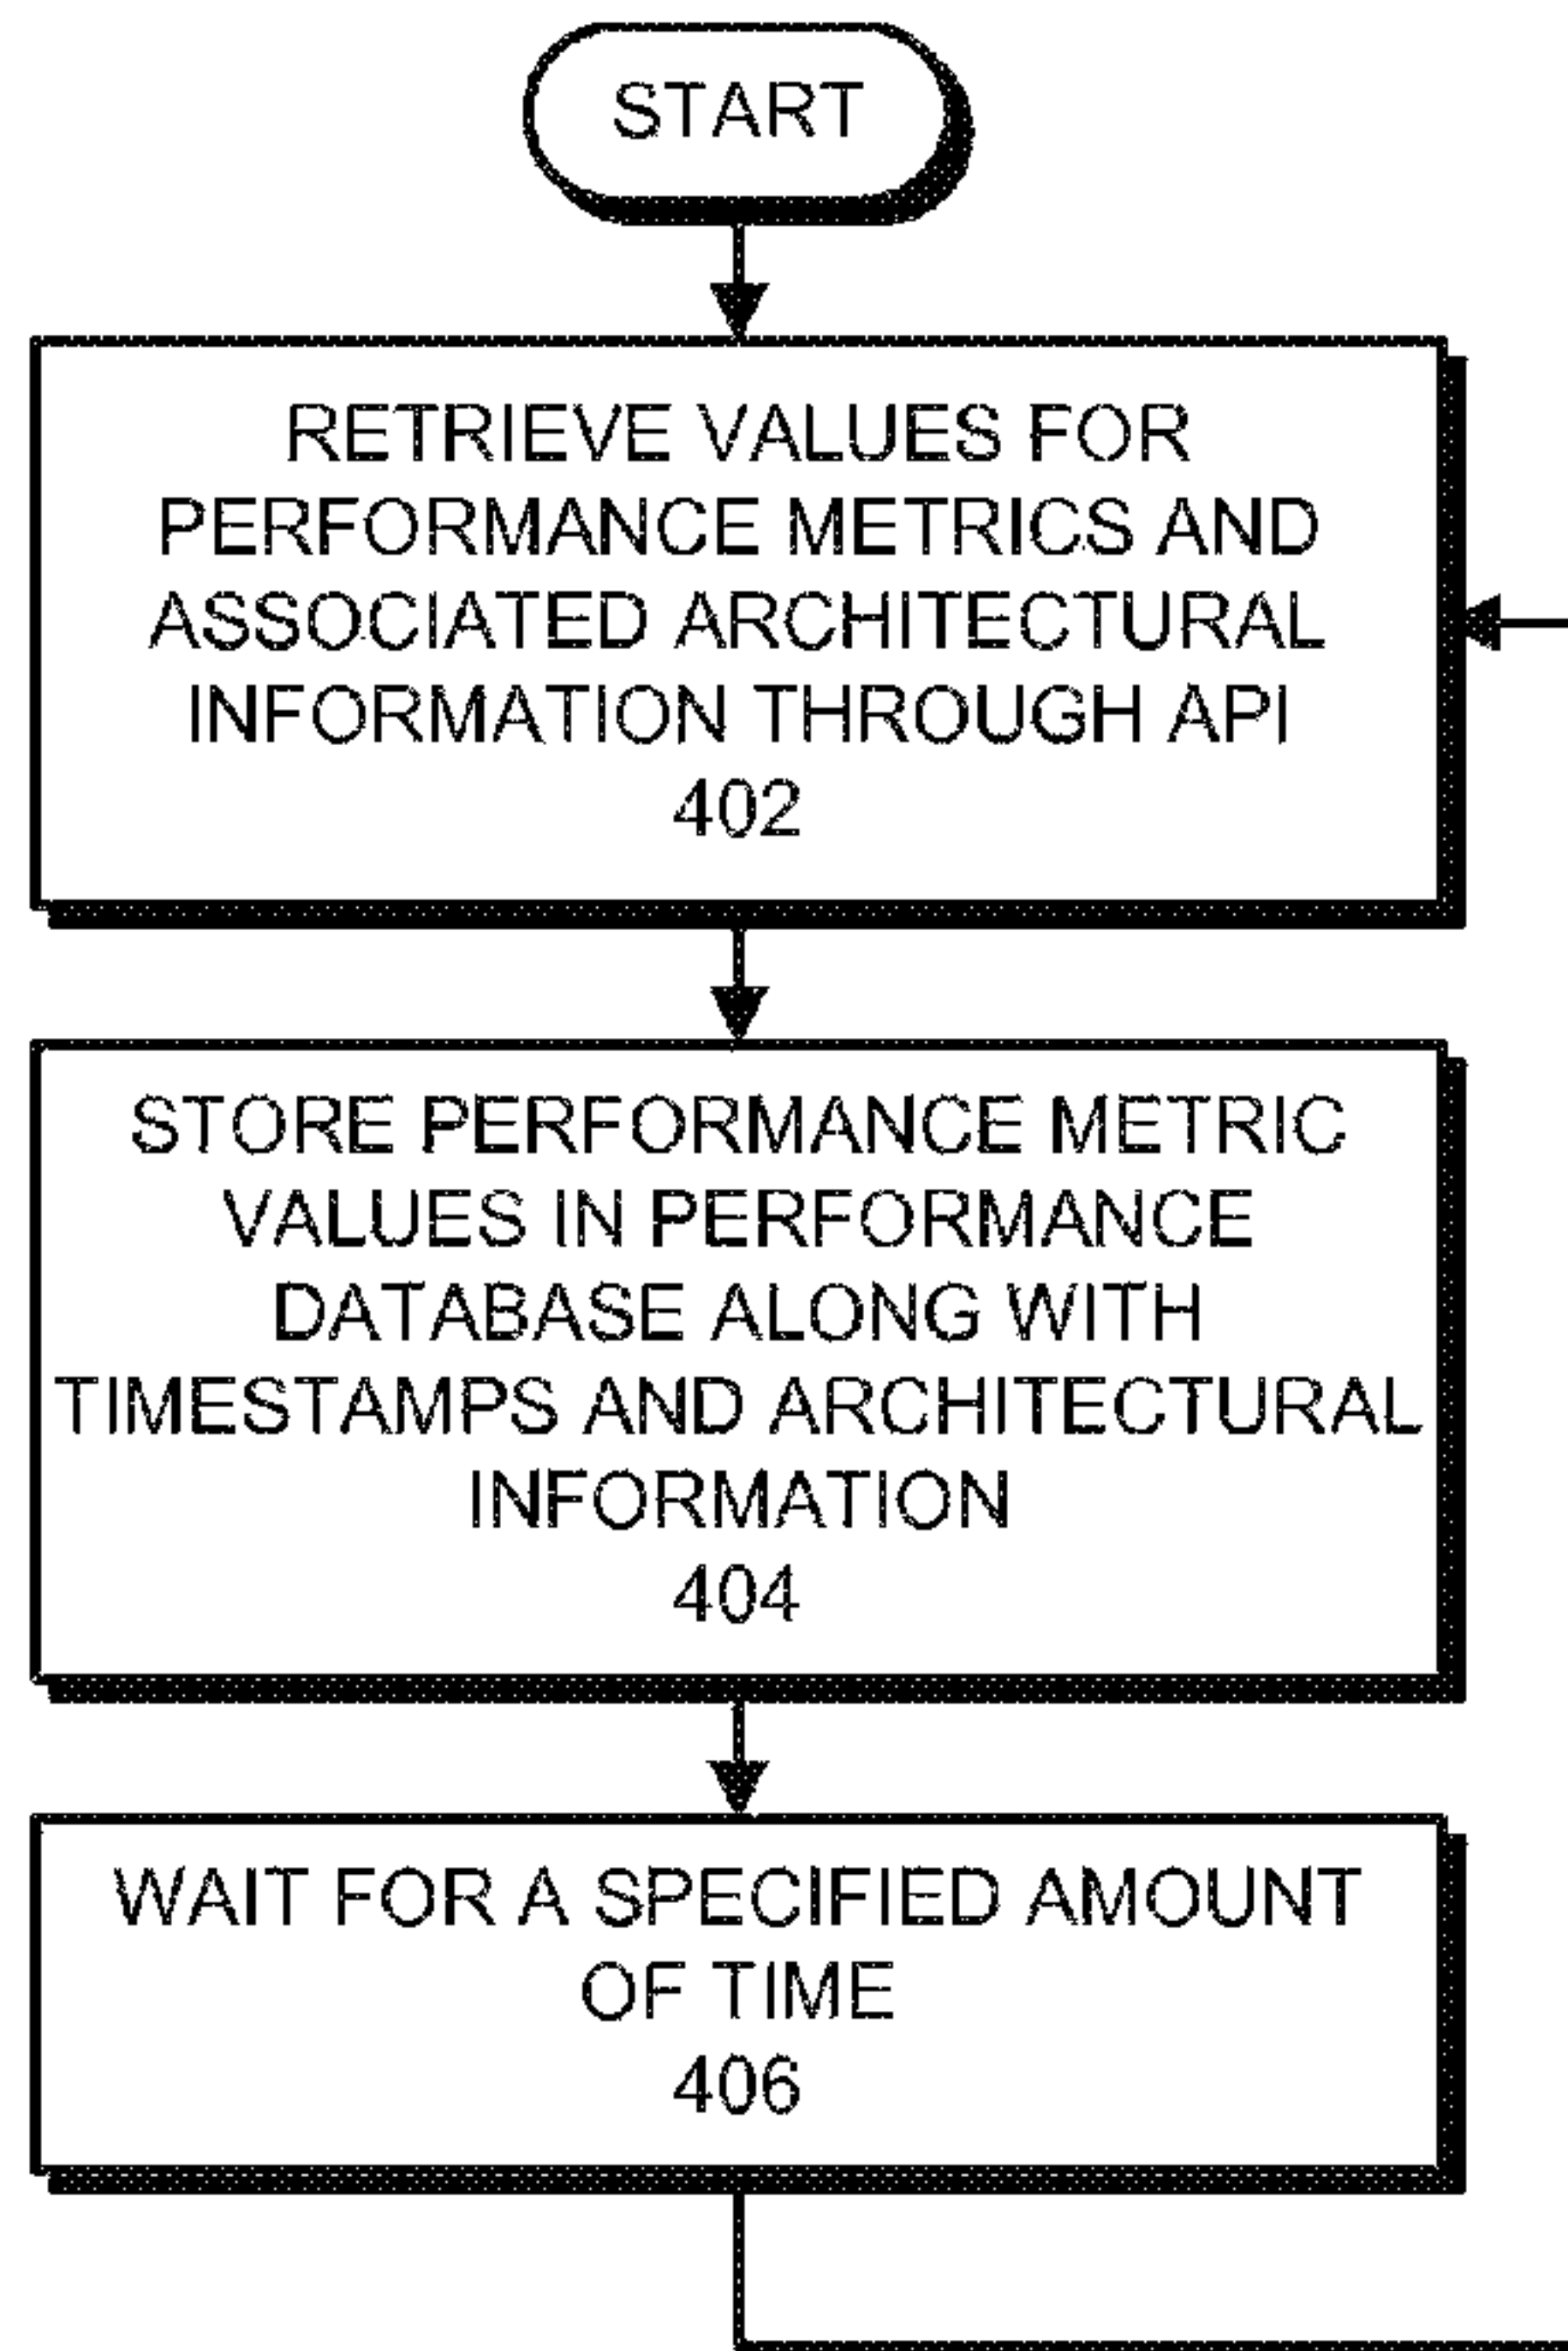 START
RETRIEVE VALUES FOR
PERFORMANCE METRICS AND
ASSOCIATED ARCHITECTURAL
INFORMATION THROUGH API
402
STORE PERFORMANCE METRIC
VALUES IN PERFORMANCE
DATABASE ALONG WITH
TIMESTAMPS AND ARCHITECTURAL
INFORMATION
404
WAIT FOR A SPECIFIED AMOUNT
OF TIME
406